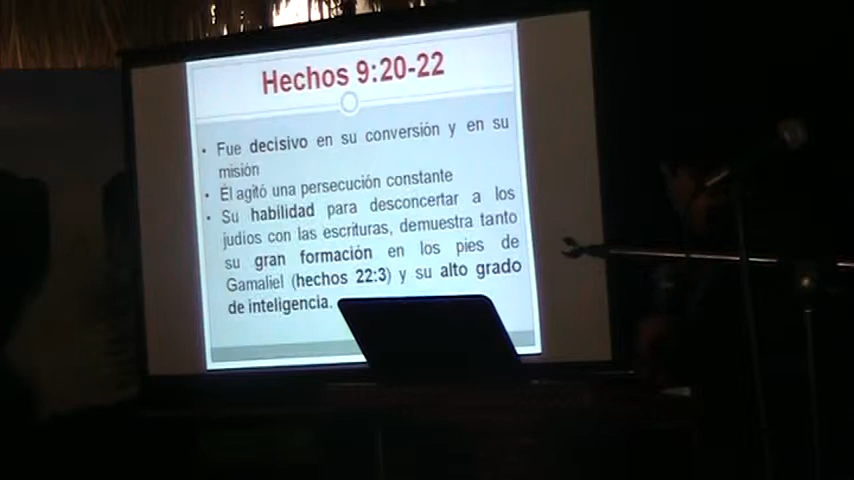 Hechos 9:20-22
• Fue decisivo en su conversión y en su
misión
• Él agitó una persecución constante
• Su habilidad para desconcertar a los
judios con las escrituras, demuestra tanto
su gran formación en los pies de
Gamaliel (hechos 22:3) y su alto grado
de inteligencia.